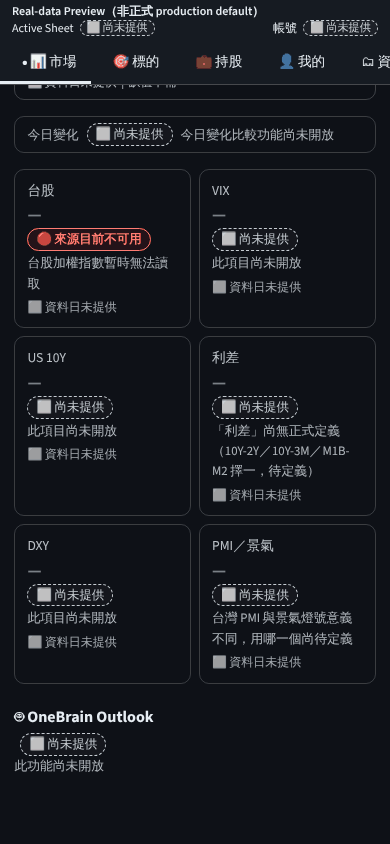 Real-data Preview（非正式 production default）
Active Sheet 尚未提供 帳號 尚未提供
市場 標的 持股 我的 資
今日變化 尚未提供 今日變化比較功能尚未開放
台股
—
來源目前不可用
台股加權指數暫時無法讀
取
資料日未提供
VIX
—
尚未提供
此項目尚未開放
資料日未提供
US 10Y
—
尚未提供
此項目尚未開放
資料日未提供
利差
—
尚未提供
「利差」尚無正式定義
（10Y-2Y／10Y-3M／M1B-
M2 擇一，待定義）
資料日未提供
DXY
—
尚未提供
此項目尚未開放
資料日未提供
PMI／景氣
—
尚未提供
台灣 PMI 與景氣燈號意義
不同，用哪一個尚待定義
資料日未提供
OneBrain Outlook
尚未提供
此功能尚未開放